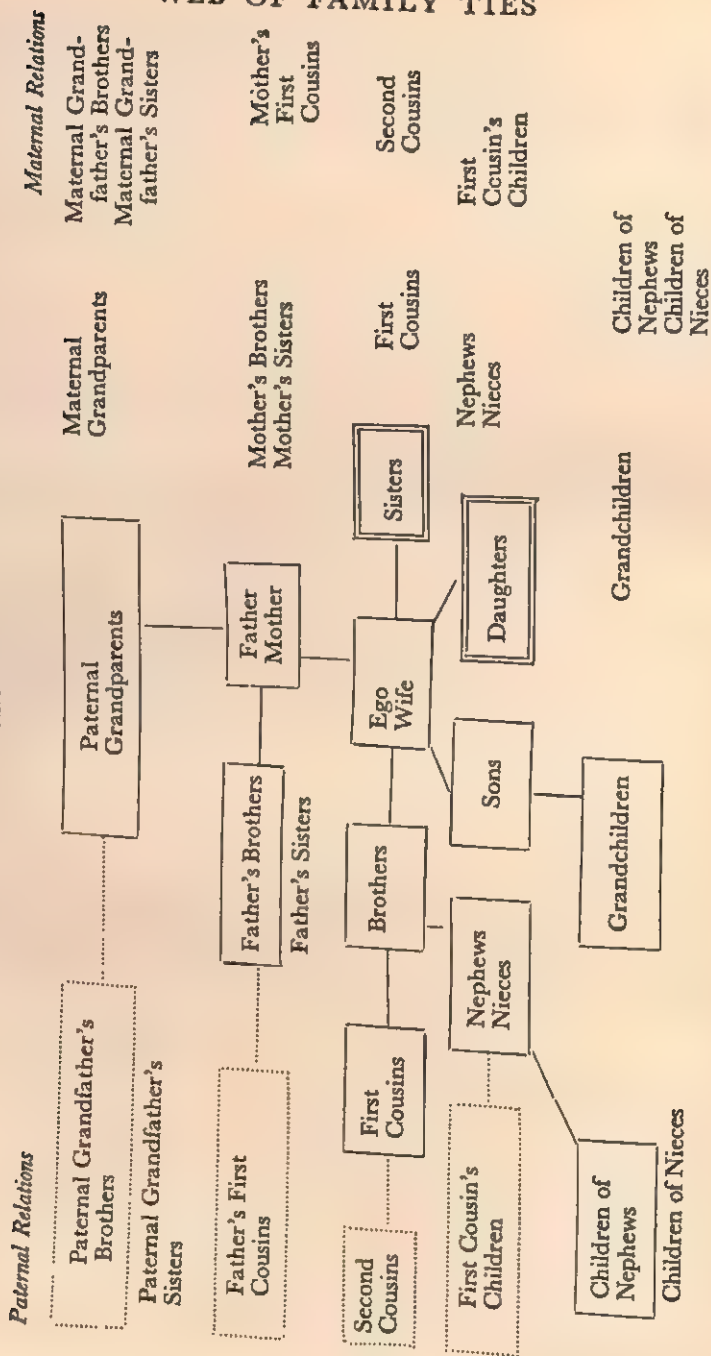 WEB OF FAMILY TIES
Paternal Relations
Maternal Relations
Paternal Grandfather's
Brothers
Paternal Grandfather's
Sisters
Paternal
Grandparents
Maternal
Grandparents
Maternal Grand-
father's Brothers
Maternal Grand-
father's Sisters
Father's First
Cousins
Father's Brothers
Father's Sisters
Father
Mother
Mother's Brothers
Mother's Sisters
Mother's
First
Cousins
Second
Cousins
First
Cousins
Brothers
Ego
Wife
Sisters
First
Cousins
Second
Cousins
First Cousin's
Children
Nephews
Nieces
Sons
Daughters
Nephews
Nieces
First
Cousin's
Children
Children of
Nephews
Children of Nieces
Grandchildren
Grandchildren
Children of
Nephews
Children of
Nieces